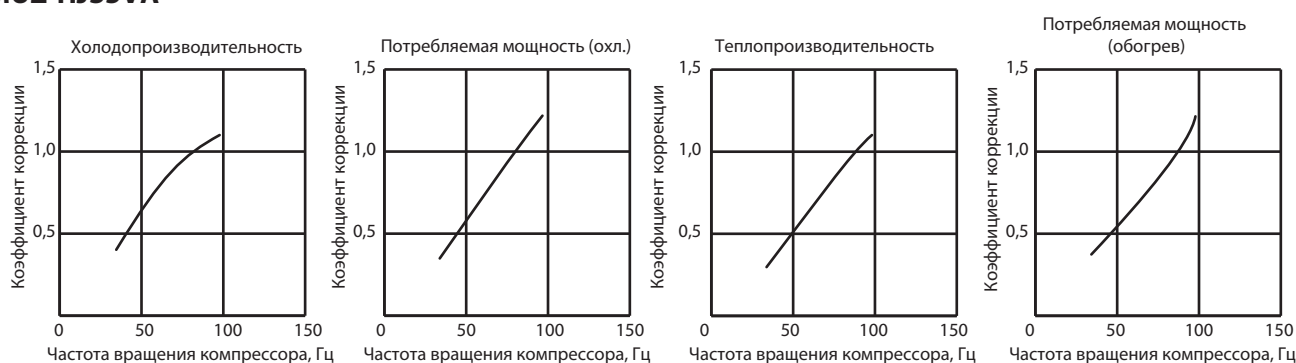 Холодопроизводительность
Коэффициент коррекции
1,5
1,0
0,5
0 50 100 150
Частота вращения компрессора, Гц
Потребляемая мощность (охл.)
Коэффициент коррекции
1,5
1,0
0,5
0 50 100 150
Частота вращения компрессора, Гц
Теплопроизводительность
Коэффициент коррекции
1,5
1,0
0,5
0 50 100 150
Частота вращения компрессора, Гц
Потребляемая мощность
(обогрев)
Коэффициент коррекции
1,5
1,0
0,5
0 50 100 150
Частота вращения компрессора, Гц